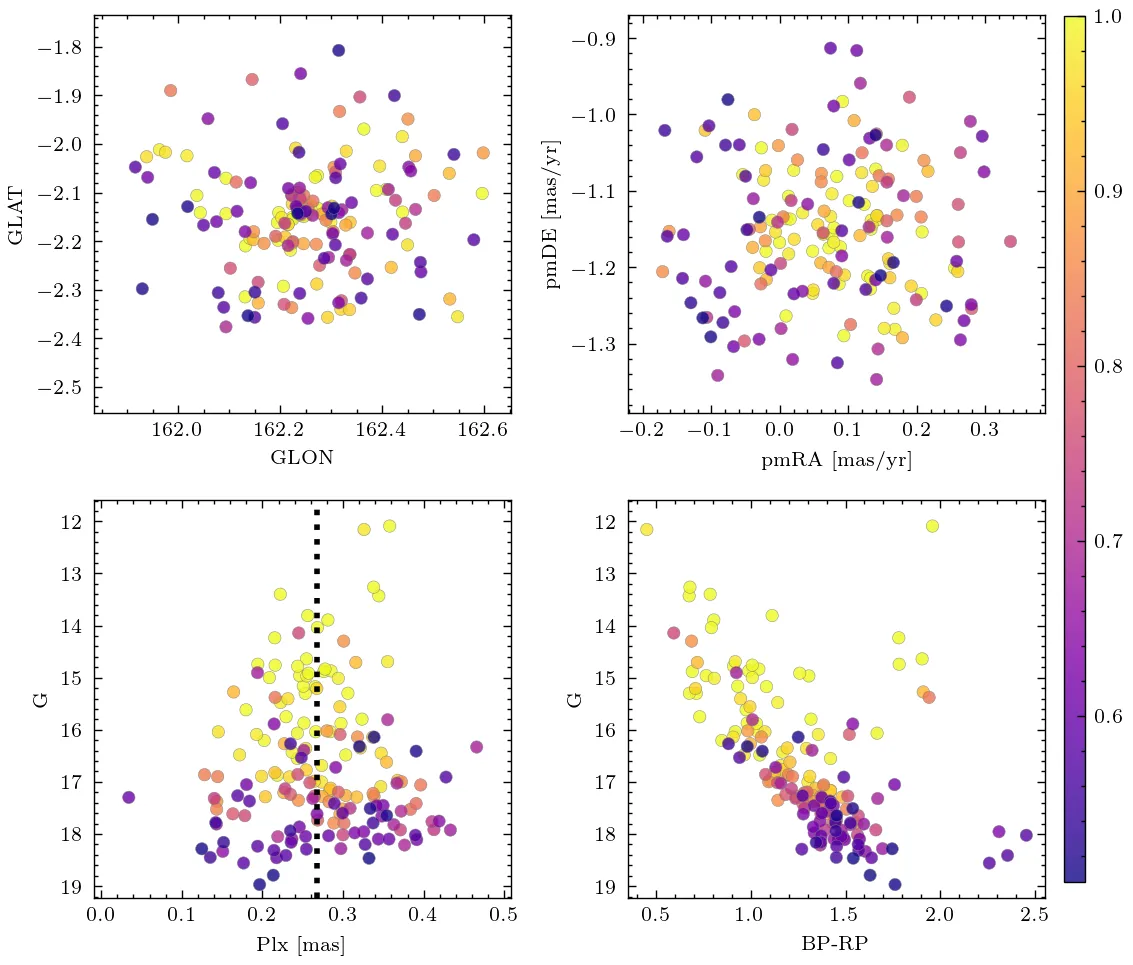 −1.8
−1.9
−2.0
−2.1
−2.2
−2.3
−2.4
−2.5
GLAT
162.0 162.2 162.4 162.6
GLON
−0.9
−1.0
−1.1
−1.2
−1.3
pmDE [mas/yr]
−0.2 −0.1 0.0 0.1 0.2 0.3
pmRA [mas/yr]
12
13
14
15
16
17
18
19
G
0.0 0.1 0.2 0.3 0.4 0.5
Plx [mas]
12
13
14
15
16
17
18
19
G
0.5 1.0 1.5 2.0 2.5
BP-RP
1.0
0.9
0.8
0.7
0.6